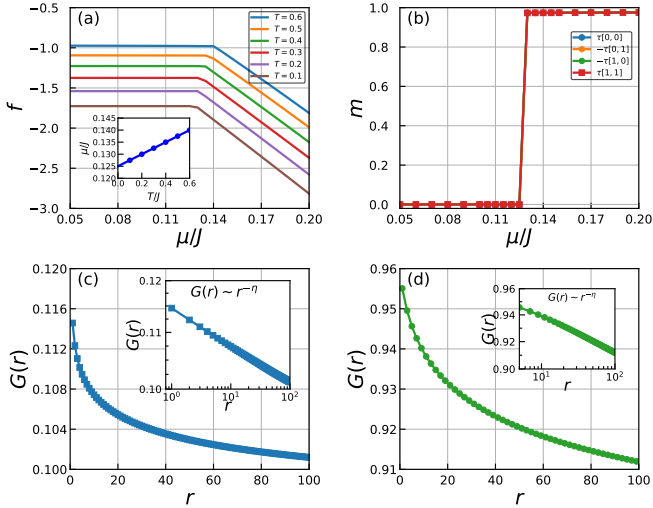 (a)
T = 0.6
T = 0.5
T = 0.4
T = 0.3
T = 0.2
T = 0.1
f
−0.5
−1.0
−1.5
−2.0
−2.5
−3.0
0.05 0.08 0.11 0.14 0.17 0.20
μ/J
μ/J
0.145
0.140
0.135
0.130
0.125
0.120
0.0 0.2 0.4 0.6
T/J
(b)
τ[0, 0]
−τ[0, 1]
−τ[1, 0]
τ[1, 1]
m
1.0
0.8
0.6
0.4
0.2
0.0
0.05 0.08 0.11 0.14 0.17 0.20
μ/J
(c)
G(r)
0.120
0.116
0.112
0.108
0.104
0.100
0 20 40 60 80 100
r
G(r) ∼ r^{−η}
G(r)
0.12
0.11
0.10
10^0 10^1 10^2
r
(d)
G(r)
0.96
0.95
0.94
0.93
0.92
0.91
0 20 40 60 80 100
r
G(r) ∼ r^{−η}
G(r)
0.96
0.94
0.92
0.90
10^1 10^2
r